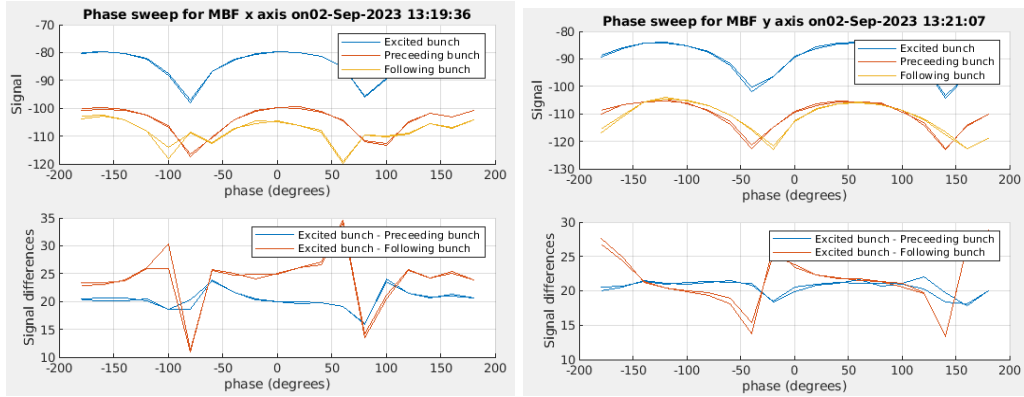 Phase sweep for MBF x axis on02-Sep-2023 13:19:36
-70
-80
-90
-100
-110
-120
Signal
Excited bunch
Preceeding bunch
Following bunch
-200 -150 -100 -50 0 50 100 150 200
phase (degrees)
35
30
25
20
15
10
Signal differences
Excited bunch - Preceeding bunch
Excited bunch - Following bunch
-200 -150 -100 -50 0 50 100 150 200
phase (degrees)
Phase sweep for MBF y axis on02-Sep-2023 13:21:07
-80
-90
-100
-110
-120
-130
Signal
Excited bunch
Preceeding bunch
Following bunch
-200 -150 -100 -50 0 50 100 150 200
phase (degrees)
30
25
20
15
10
Signal differences
Excited bunch - Preceeding bunch
Excited bunch - Following bunch
-200 -150 -100 -50 0 50 100 150 200
phase (degrees)